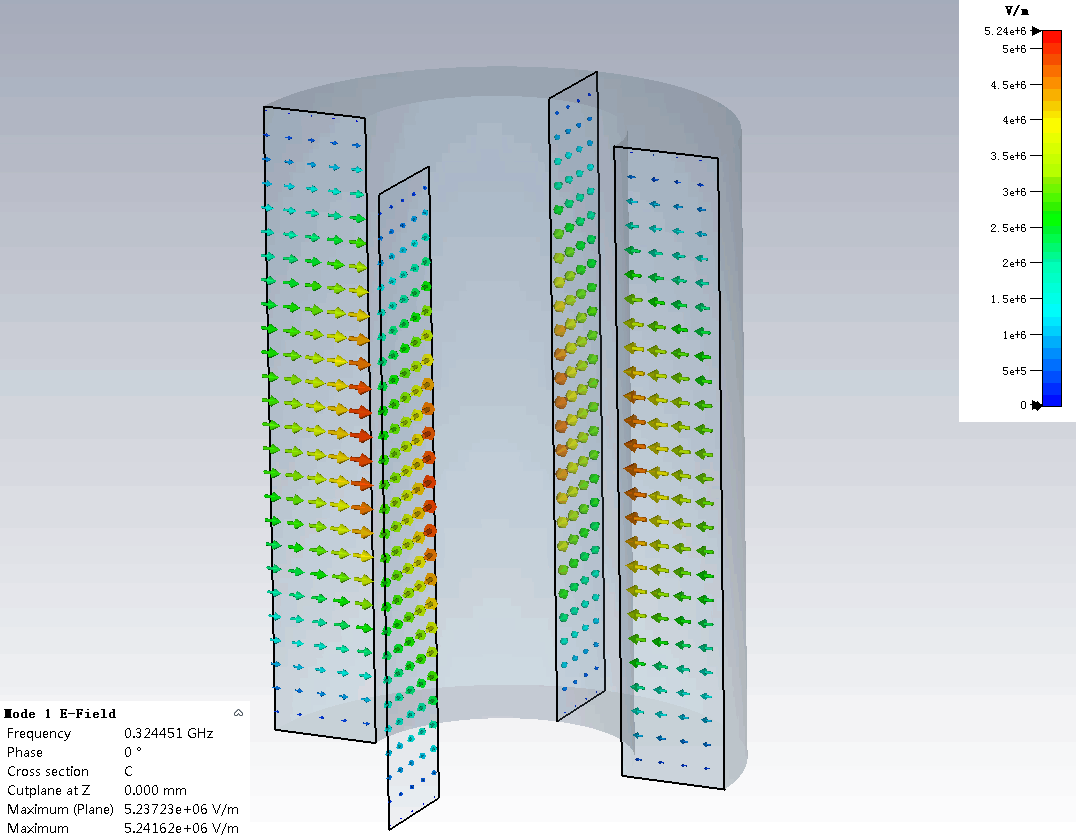 V/m
5.24e+6
5e+6
4.5e+6
4e+6
3.5e+6
3e+6
2.5e+6
2e+6
1.5e+6
1e+6
5e+5
0
Mode 1 E-Field
Frequency 0.324451 GHz
Phase 0 °
Cross section C
Cutplane at Z 0.000 mm
Maximum (Plane) 5.23723e+06 V/m
Maximum 5.24162e+06 V/m